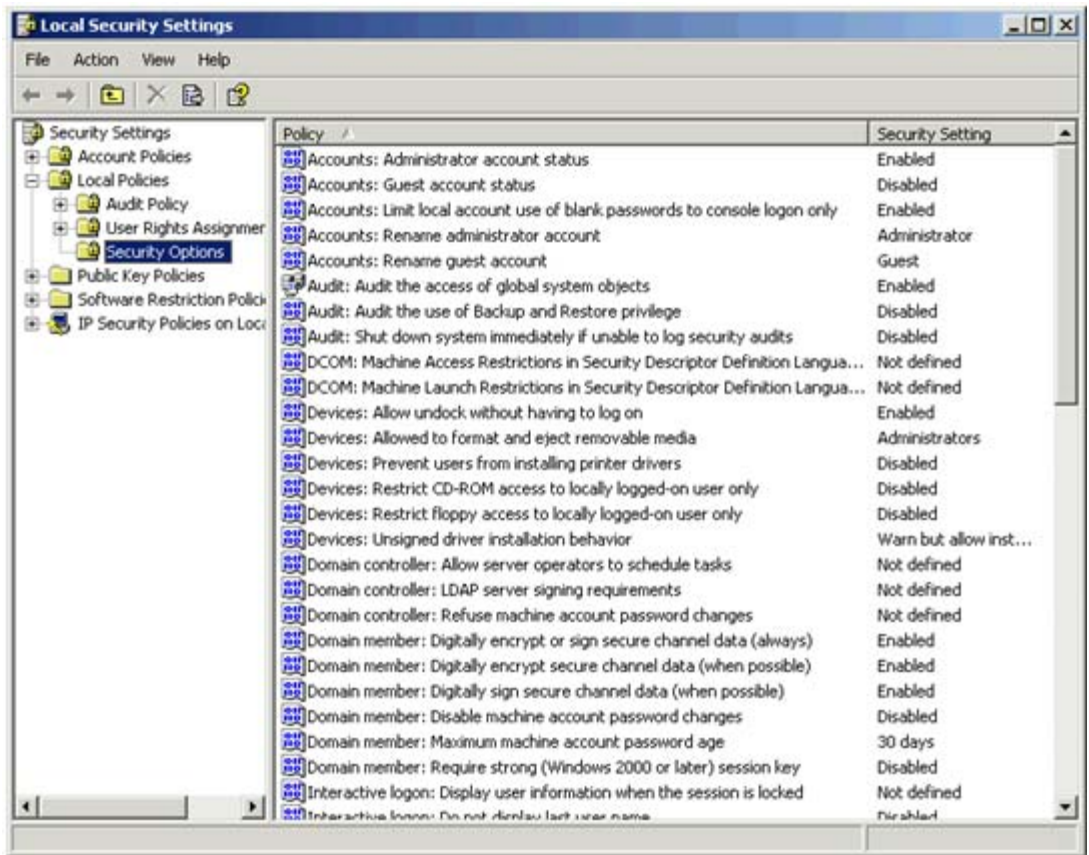 Local Security Settings
File Action View Help
Security Settings
Account Policies
Local Policies
Audit Policy
User Rights Assignmer
Security Options
Public Key Policies
Software Restriction Polici
IP Security Policies on Loca
Policy Security Setting
Accounts: Administrator account status Enabled
Accounts: Guest account status Disabled
Accounts: Limit local account use of blank passwords to console logon only Enabled
Accounts: Rename administrator account Administrator
Accounts: Rename guest account Guest
Audit: Audit the access of global system objects Enabled
Audit: Audit the use of Backup and Restore privilege Disabled
Audit: Shut down system immediately if unable to log security audits Disabled
DCOM: Machine Access Restrictions in Security Descriptor Definition Langua... Not defined
DCOM: Machine Launch Restrictions in Security Descriptor Definition Langua... Not defined
Devices: Allow undock without having to log on Enabled
Devices: Allowed to format and eject removable media Administrators
Devices: Prevent users from installing printer drivers Disabled
Devices: Restrict CD-ROM access to locally logged-on user only Disabled
Devices: Restrict floppy access to locally logged-on user only Disabled
Devices: Unsigned driver installation behavior Warn but allow inst...
Domain controller: Allow server operators to schedule tasks Not defined
Domain controller: LDAP server signing requirements Not defined
Domain controller: Refuse machine account password changes Not defined
Domain member: Digitally encrypt or sign secure channel data (always) Enabled
Domain member: Digitally encrypt secure channel data (when possible) Enabled
Domain member: Digitally sign secure channel data (when possible) Enabled
Domain member: Disable machine account password changes Disabled
Domain member: Maximum machine account password age 30 days
Domain member: Require strong (Windows 2000 or later) session key Disabled
Interactive logon: Display user information when the session is locked Not defined
Interactive logon: Do not display last user name Disabled